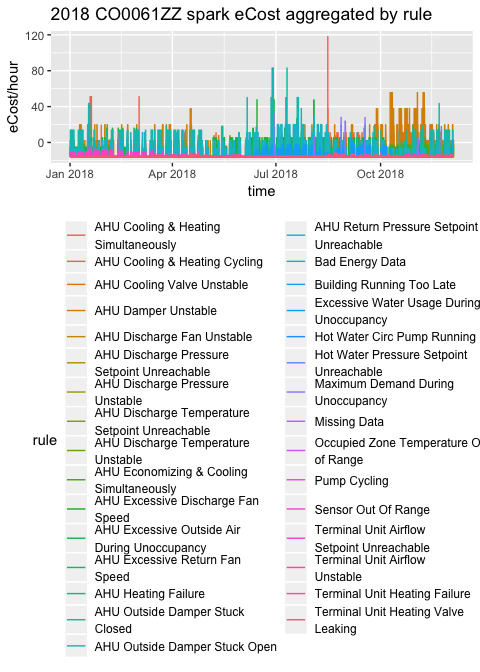 2018 CO0061ZZ spark eCost aggregated by rule
120
80
40
0
eCost/hour
Jan 2018
Apr 2018
Jul 2018
Oct 2018
time
rule
AHU Cooling & Heating
Simultaneously
AHU Cooling & Heating Cycling
AHU Cooling Valve Unstable
AHU Damper Unstable
AHU Discharge Fan Unstable
AHU Discharge Pressure
Setpoint Unreachable
AHU Discharge Pressure
Unstable
AHU Discharge Temperature
Setpoint Unreachable
AHU Discharge Temperature
Unstable
AHU Economizing & Cooling
Simultaneously
AHU Excessive Discharge Fan
Speed
AHU Excessive Outside Air
During Unoccupancy
AHU Excessive Return Fan
Speed
AHU Heating Failure
AHU Outside Damper Stuck
Closed
AHU Outside Damper Stuck Open
AHU Return Pressure Setpoint
Unreachable
Bad Energy Data
Building Running Too Late
Excessive Water Usage During
Unoccupancy
Hot Water Circ Pump Running
Hot Water Pressure Setpoint
Unreachable
Maximum Demand During
Unoccupancy
Missing Data
Occupied Zone Temperature O
of Range
Pump Cycling
Sensor Out Of Range
Terminal Unit Airflow
Setpoint Unreachable
Terminal Unit Airflow
Unstable
Terminal Unit Heating Failure
Terminal Unit Heating Valve
Leaking